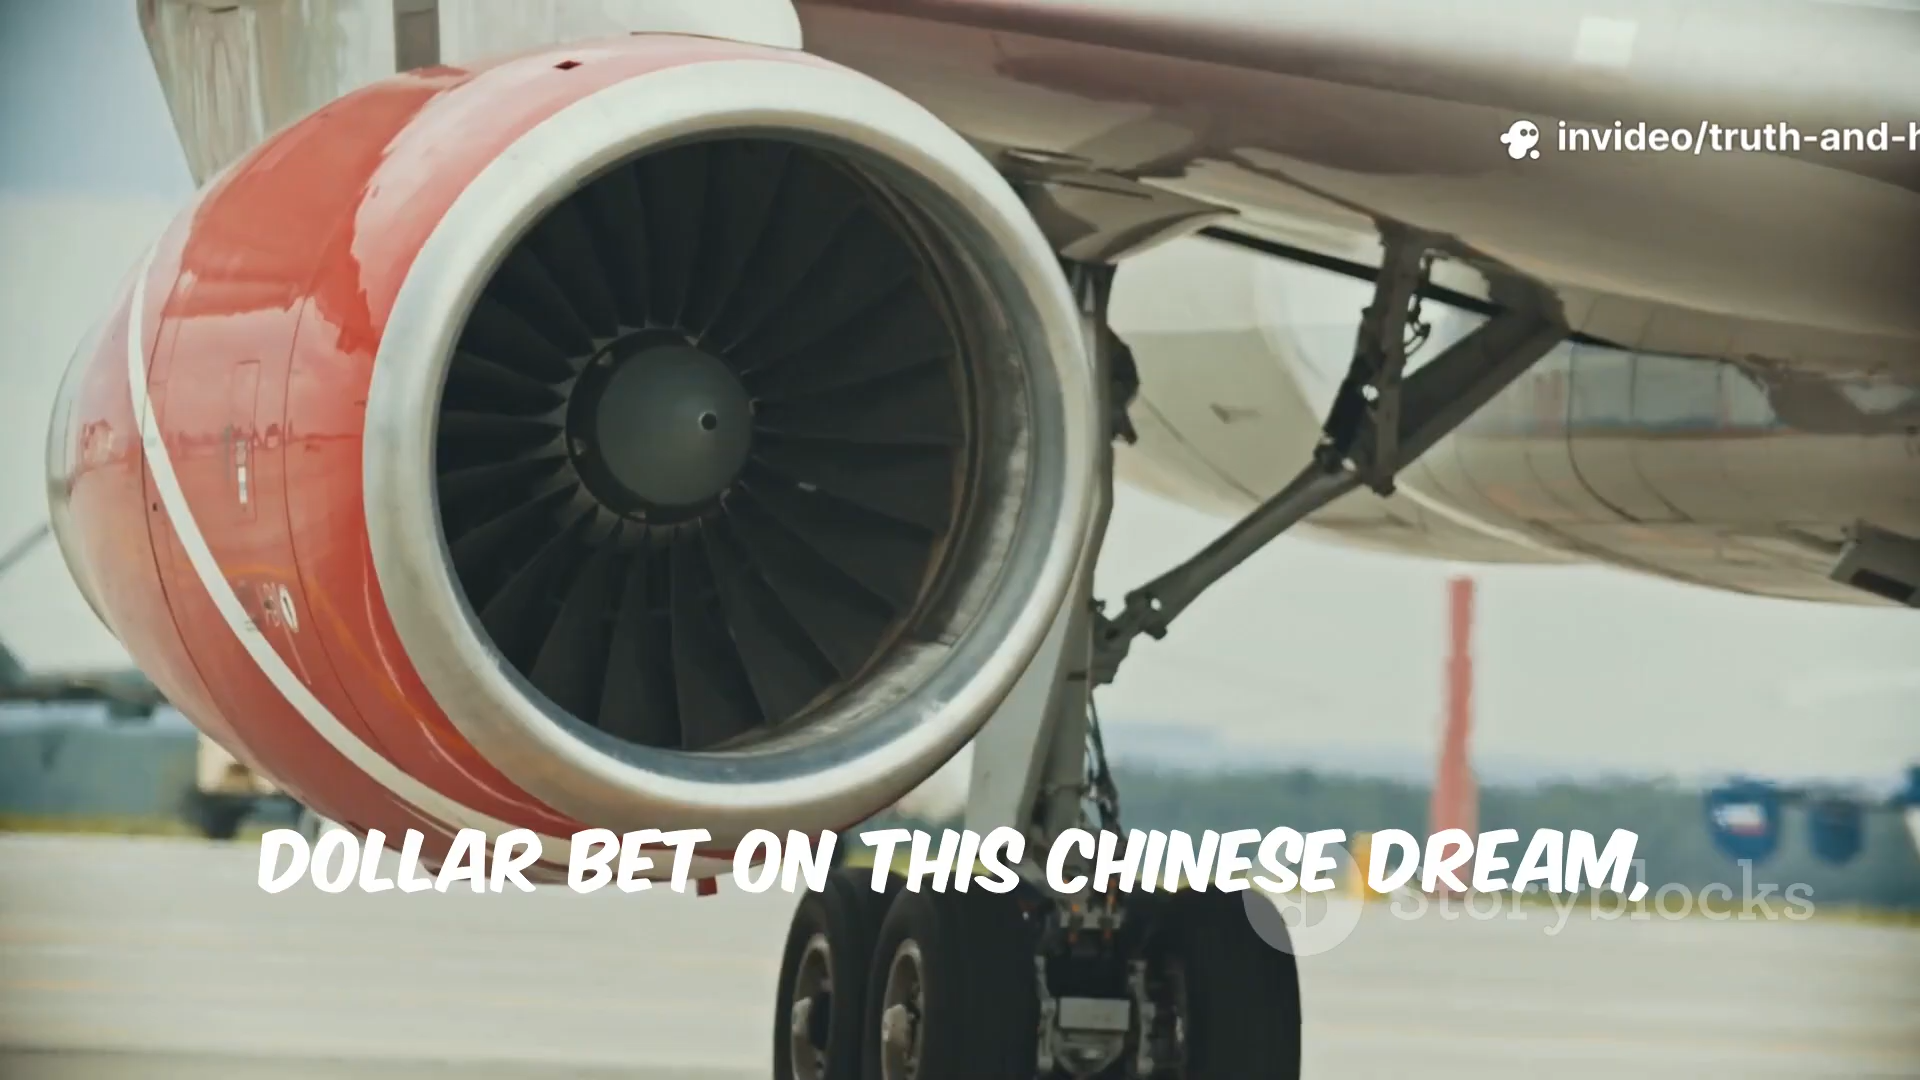 invideo/truth-and-h
DOLLAR BET ON THIS CHINESE DREAM,
Storyblocks